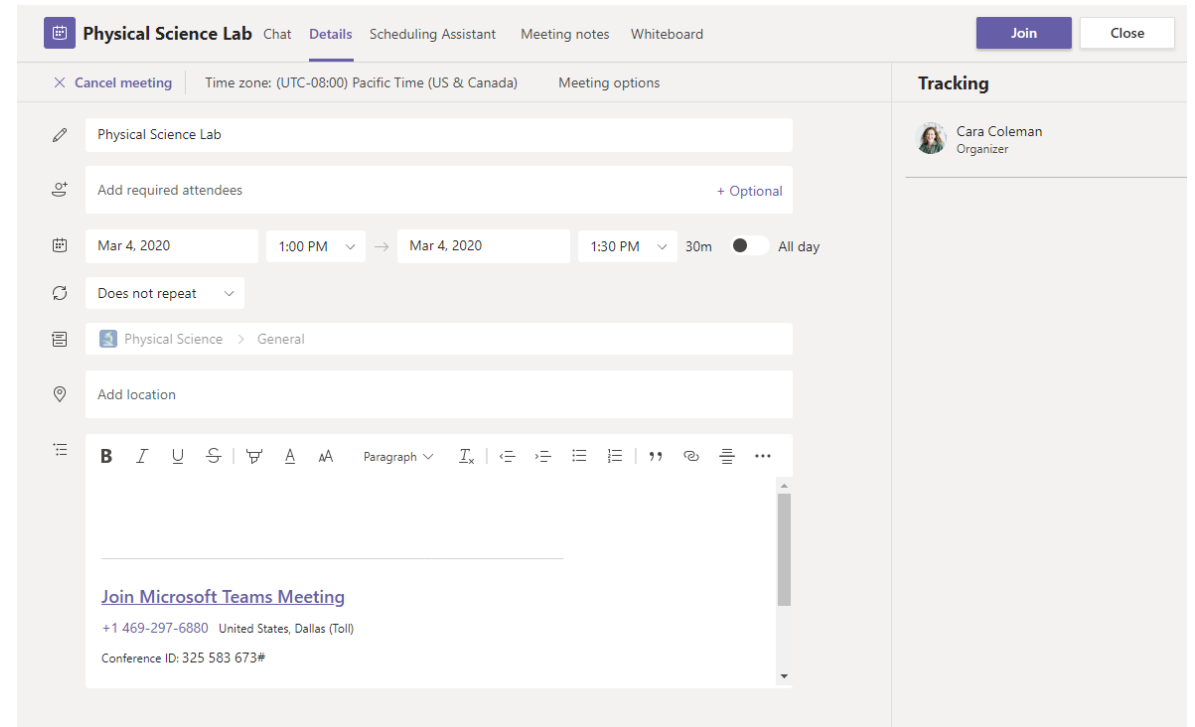 Physical Science Lab Chat Details Scheduling Assistant Meeting notes Whiteboard Join Close
Cancel meeting Time zone: (UTC-08:00) Pacific Time (US & Canada) Meeting options
Tracking
Cara Coleman
Organizer
Physical Science Lab
Add required attendees + Optional
Mar 4, 2020 1:00 PM → Mar 4, 2020 1:30 PM 30m All day
Does not repeat
Physical Science > General
Add location
B I U S A AA Paragraph Tx
Join Microsoft Teams Meeting
+1 469-297-6880 United States, Dallas (Toll)
Conference ID: 325 583 673#